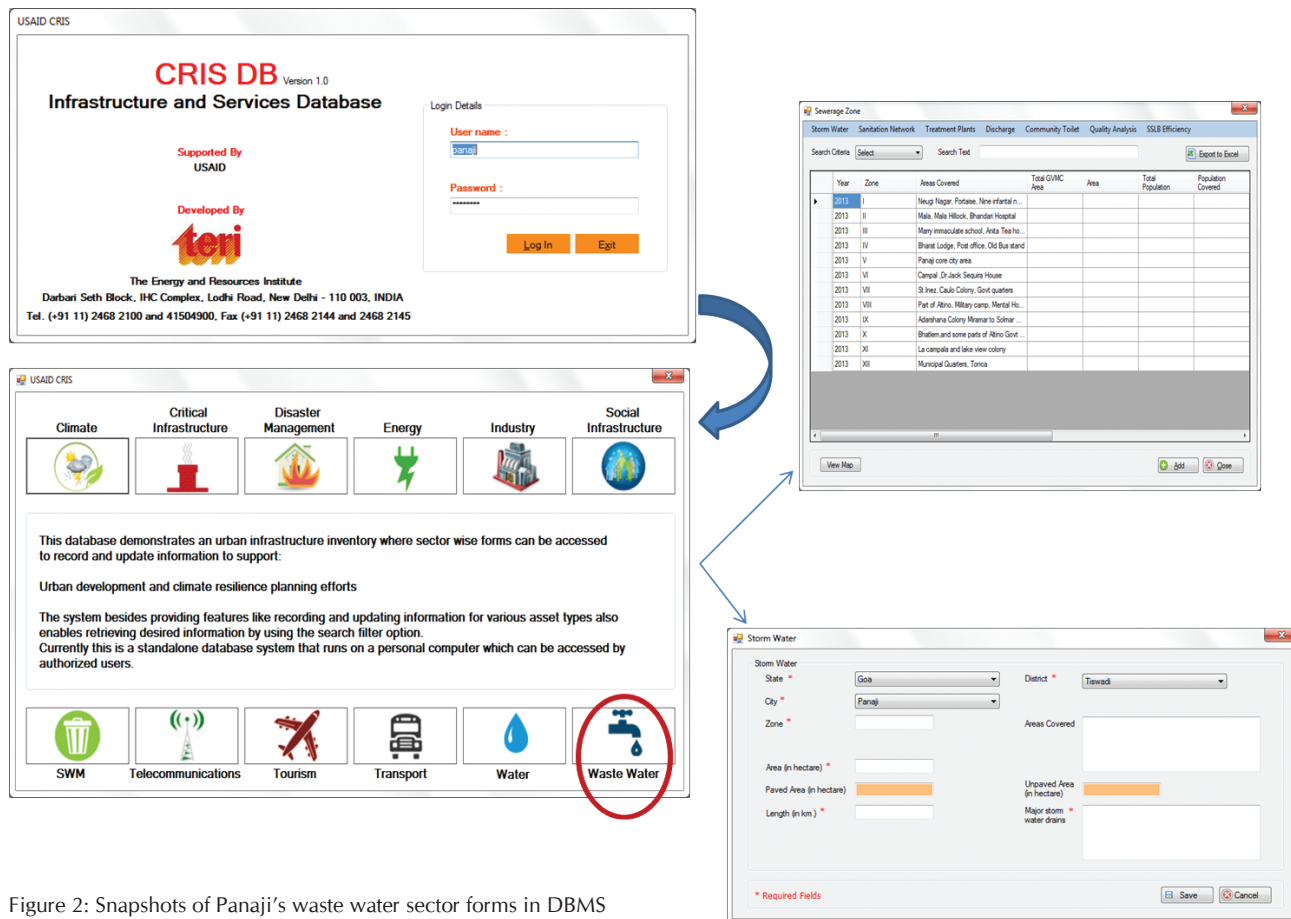 USAID CRIS
CRIS DB Version 1.0
Infrastructure and Services Database
Supported By
USAID
Developed By
teri
The Energy and Resources Institute
Darbari Seth Block, IHC Complex, Lodhi Road, New Delhi - 110 003, INDIA
Tel. (+91 11) 2468 2100 and 41504900, Fax (+91 11) 2468 2144 and 2468 2145
Login Details
User name :
panaji
Password :
********
Log In Exit
USAID CRIS
Climate Critical Infrastructure Disaster Management Energy Industry Social Infrastructure
This database demonstrates an urban infrastructure inventory where sector wise forms can be accessed
to record and update information to support:
Urban development and climate resilience planning efforts
The system besides providing features like recording and updating information for various asset types also
enables retrieving desired information by using the search filter option.
Currently this is a standalone database system that runs on a personal computer which can be accessed by
authorized users.
SWM Telecommunications Tourism Transport Water Waste Water
Sewerage Zone
Storm Water Sanitation Network Treatment Plants Discharge Community Toilet Quality Analysis SSLB Efficiency
Search Criteria Select Search Text Export to Excel
Year Zone Areas Covered Total GVMC Area Area Total Population Population Covered
2013 I Neugi Nagar, Portaise, Nine infantal n...
2013 II Mala, Mala Hillock, Bhandari Hospital
2013 III Marry immaculate school, Anita Tea ho...
2013 IV Bharat Lodge, Post office, Old Bus stand
2013 V Panaji core city area
2013 VI Campal ,Dr.Jack Sequira House
2013 VII St.Inez, Caulo Colony, Govt quarters
2013 VIII Part of Altino, Military camp, Mental Ho...
2013 IX Adarshana Colony Miramar to Solmar ...
2013 X Bhatlem,and some parts of Altino Govt ...
2013 XI La campala and lake view colony
2013 XII Municipal Quarters, Tonca
View Map Add Close
Storm Water
Storm Water
State * Goa District * Tiswadi
City * Panaji
Zone * Areas Covered
Area (in hectare) *
Paved Area (in hectare) Unpaved Area (in hectare)
Length (in km.) * Major storm * water drains
* Required Fields Save Cancel
Figure 2: Snapshots of Panaji's waste water sector forms in DBMS